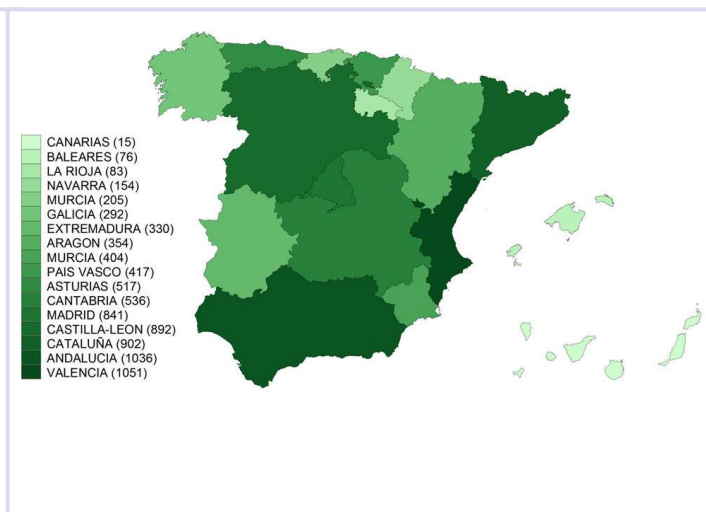 CANARIAS (15)
BALEARES (76)
LA RIOJA (83)
NAVARRA (154)
MURCIA (205)
GALICIA (292)
EXTREMADURA (330)
ARAGON (354)
MURCIA (404)
PAIS VASCO (417)
ASTURIAS (517)
CANTABRIA (536)
MADRID (841)
CASTILLA-LEON (892)
CATALUÑA (902)
ANDALUCIA (1036)
VALENCIA (1051)